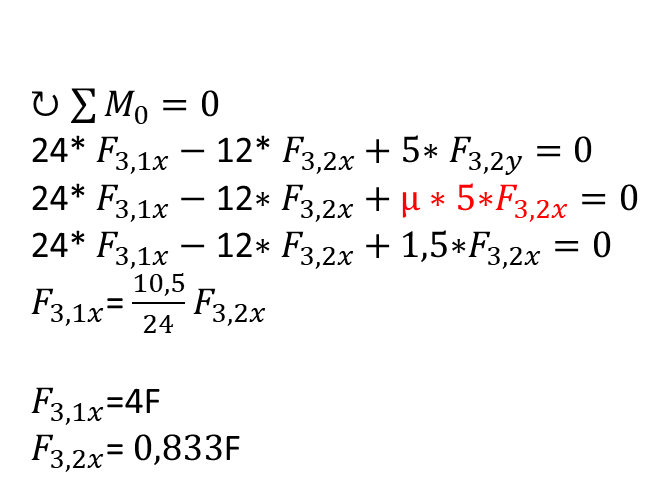 ↻ ∑ M₀ = 0
24* F₃,₁ₓ − 12* F₃,₂ₓ + 5* F₃,₂y = 0
24* F₃,₁ₓ − 12* F₃,₂ₓ + µ * 5*F₃,₂ₓ = 0
24* F₃,₁ₓ − 12* F₃,₂ₓ + 1,5*F₃,₂ₓ = 0
F₃,₁ₓ= 10,5/24 F₃,₂ₓ
F₃,₁ₓ=4F
F₃,₂ₓ= 0,833F